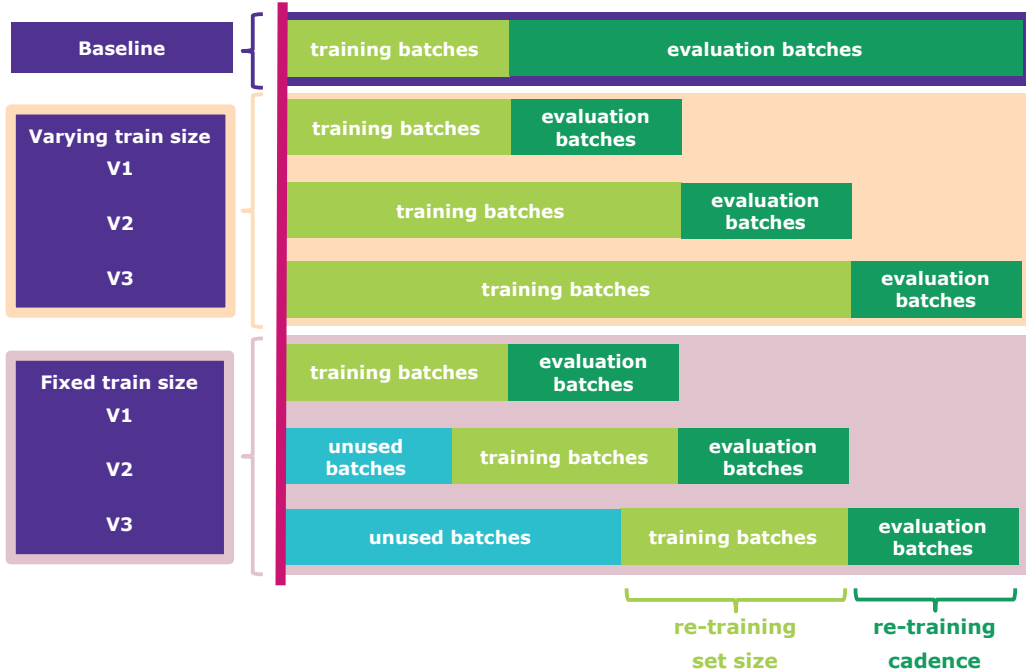 Baseline
training batches
evaluation batches
Varying train size
V1
V2
V3
training batches
evaluation
batches
training batches
evaluation
batches
training batches
evaluation
batches
Fixed train size
V1
V2
V3
training batches
evaluation
batches
unused
batches
training batches
evaluation
batches
unused batches
training batches
evaluation
batches
re-training
set size
re-training
cadence